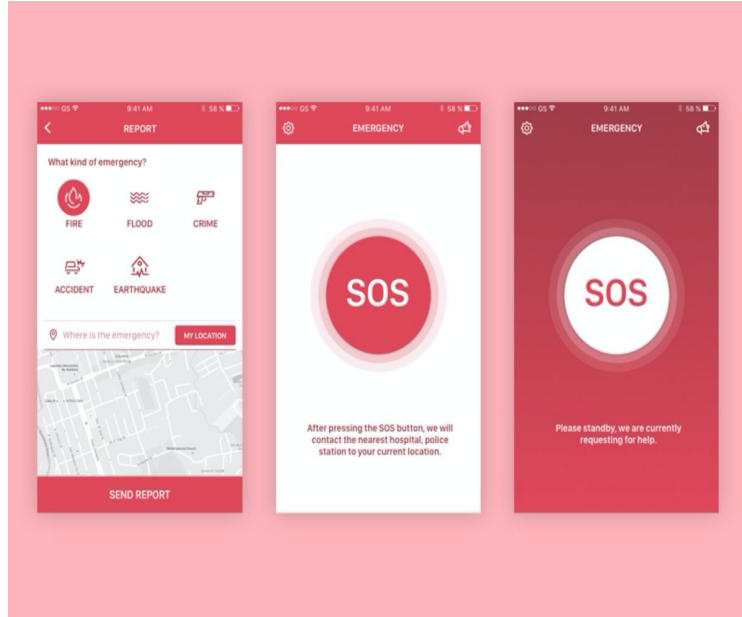 GS 9:41 AM 58 %
REPORT
What kind of emergency?
FIRE FLOOD CRIME
ACCIDENT EARTHQUAKE
Where is the emergency? MY LOCATION
SEND REPORT
GS 9:41 AM 58 %
EMERGENCY
SOS
After pressing the SOS button, we will
contact the nearest hospital, police
station to your current location.
GS 9:41 AM 58 %
EMERGENCY
SOS
Please standby, we are currently
requesting for help.